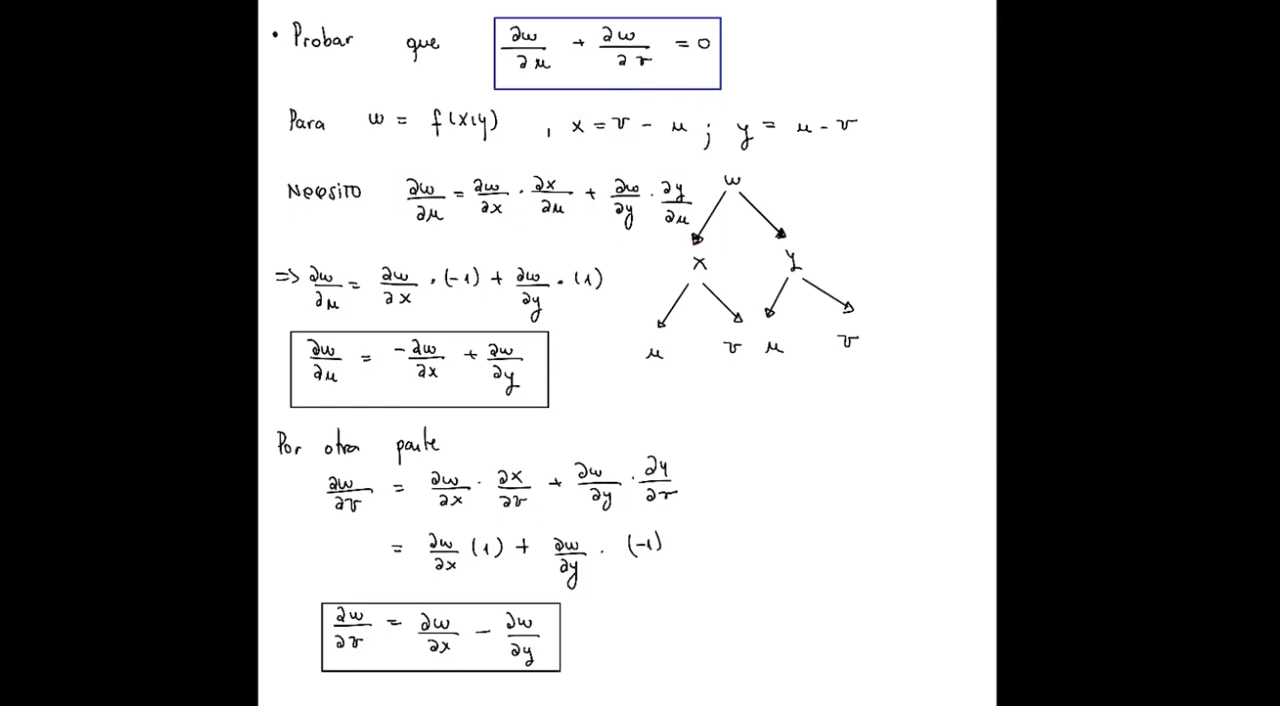 • Probar que ∂w/∂u + ∂w/∂v = 0
Para w = f(x,y) , x = v - u ; y = u - v
Necesito ∂w/∂u = ∂w/∂x · ∂x/∂u + ∂w/∂y · ∂y/∂u
w
x y
u v u v
=> ∂w/∂u = ∂w/∂x · (-1) + ∂w/∂y · (1)
∂w/∂u = -∂w/∂x + ∂w/∂y
Por otra parte
∂w/∂v = ∂w/∂x · ∂x/∂v + ∂w/∂y · ∂y/∂v
= ∂w/∂x (1) + ∂w/∂y · (-1)
∂w/∂v = ∂w/∂x - ∂w/∂y